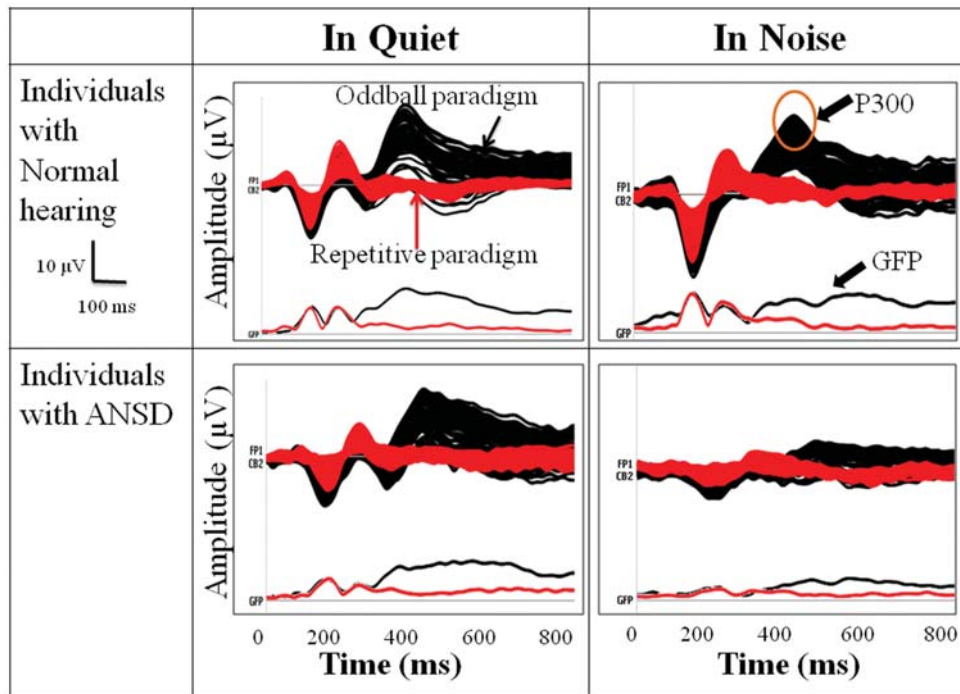 In Quiet
In Noise
Individuals
with
Normal
hearing
10 µV
100 ms
Amplitude (µV)
Oddball paradigm
FP1
CB2
Repetitive paradigm
GFP
P300
FP1
CB2
GFP
GFP
Individuals
with ANSD
Amplitude (µV)
FP1
CB2
GFP
0 200 400 600 800
Time (ms)
FP1
CB2
GFP
0 200 400 600 800
Time (ms)